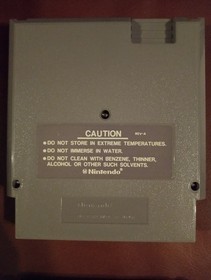 CAUTION REV-A
•DO NOT STORE IN EXTREME TEMPERATURES.
•DO NOT IMMERSE IN WATER.
•DO NOT CLEAN WITH BENZENE, THINNER,
ALCOHOL OR OTHER SUCH SOLVENTS.
®Nintendo®